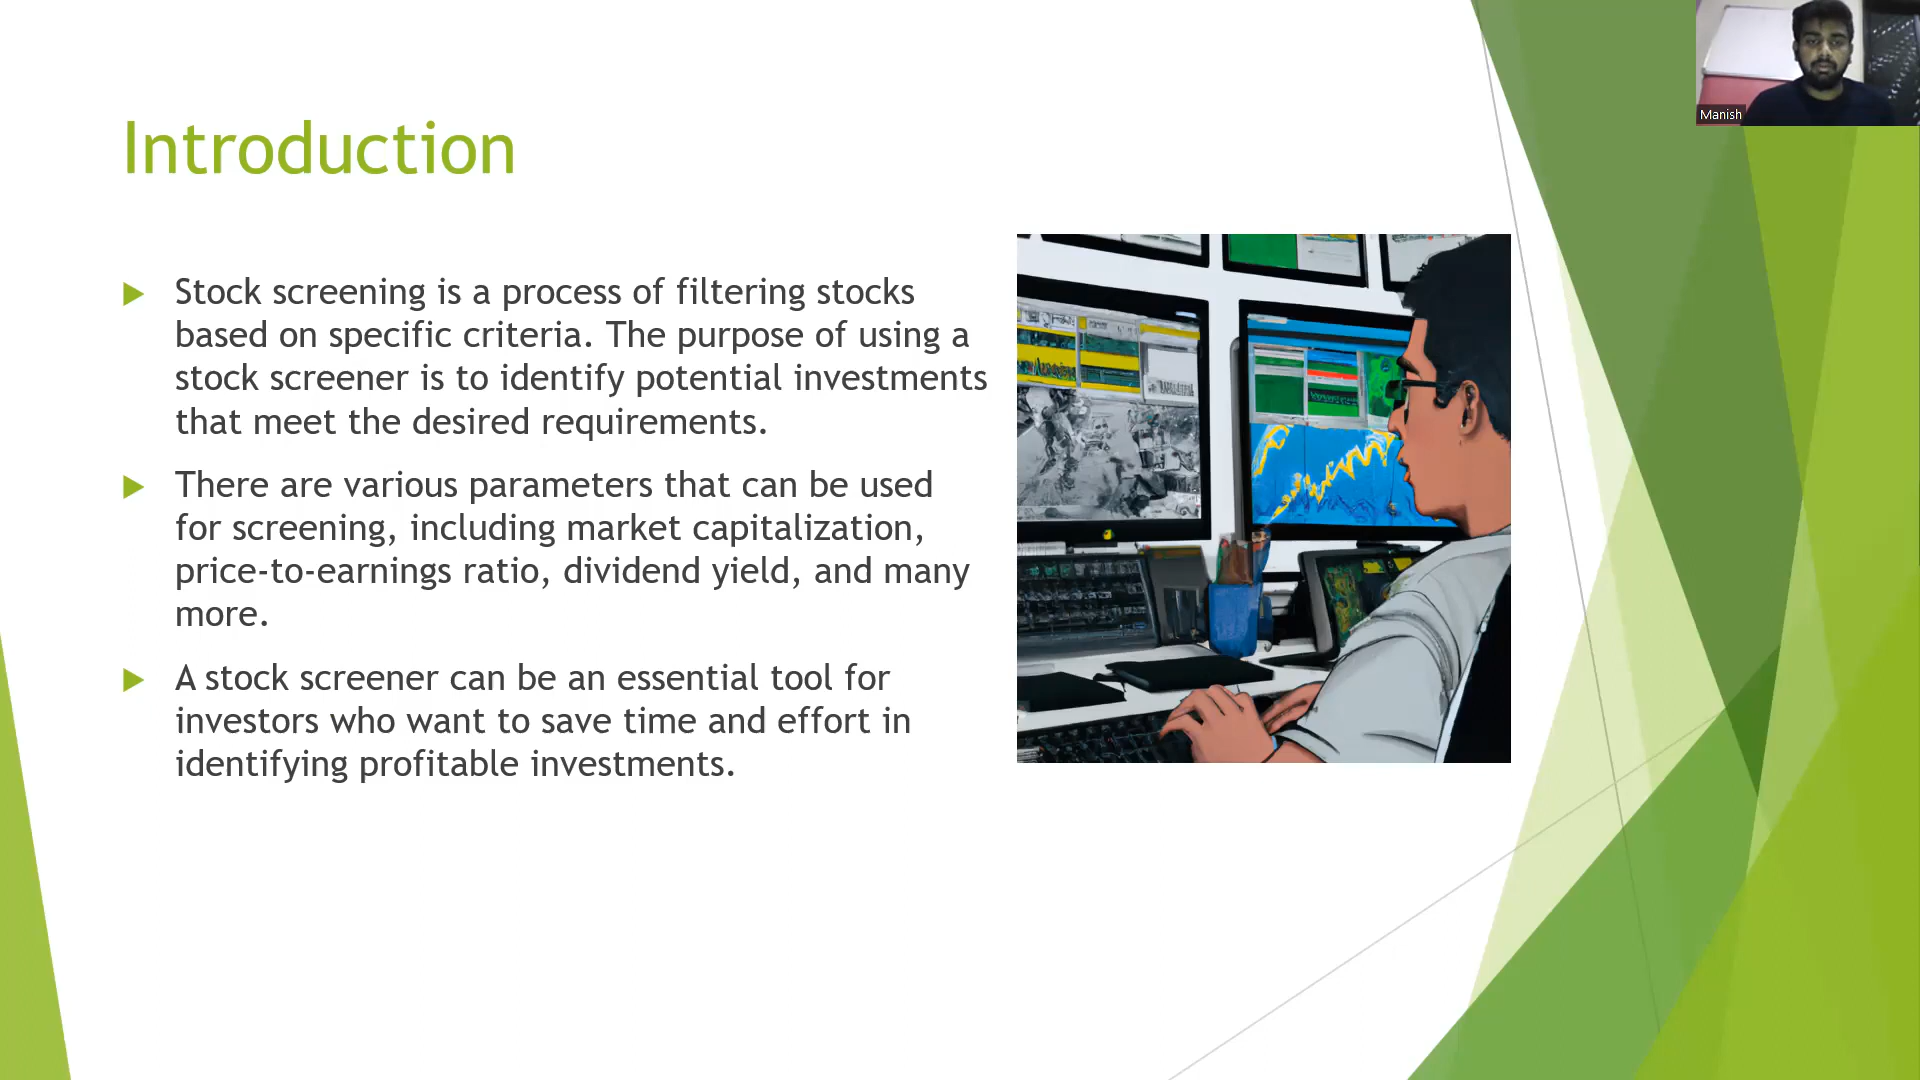 Manish
Introduction
Stock screening is a process of filtering stocks
based on specific criteria. The purpose of using a
stock screener is to identify potential investments
that meet the desired requirements.
There are various parameters that can be used
for screening, including market capitalization,
price-to-earnings ratio, dividend yield, and many
more.
A stock screener can be an essential tool for
investors who want to save time and effort in
identifying profitable investments.